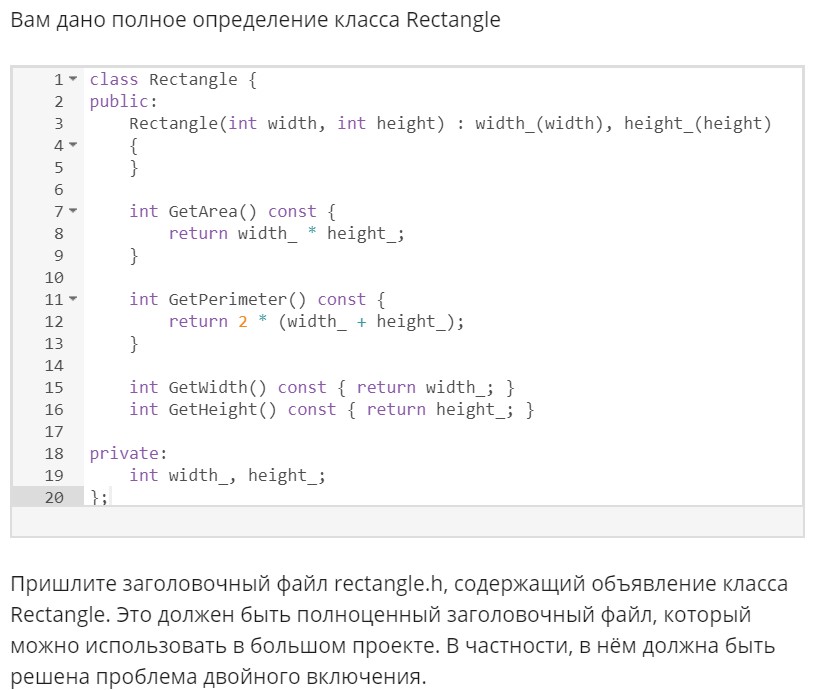 Вам дано полное определение класса Rectangle
1 class Rectangle {
2 public:
3     Rectangle(int width, int height) : width_(width), height_(height)
4     {
5     }
6
7     int GetArea() const {
8         return width_ * height_;
9     }
10
11     int GetPerimeter() const {
12         return 2 * (width_ + height_);
13     }
14
15     int GetWidth() const { return width_; }
16     int GetHeight() const { return height_; }
17
18 private:
19     int width_, height_;
20 };
Пришлите заголовочный файл rectangle.h, содержащий объявление класса
Rectangle. Это должен быть полноценный заголовочный файл, который
можно использовать в большом проекте. В частности, в нём должна быть
решена проблема двойного включения.